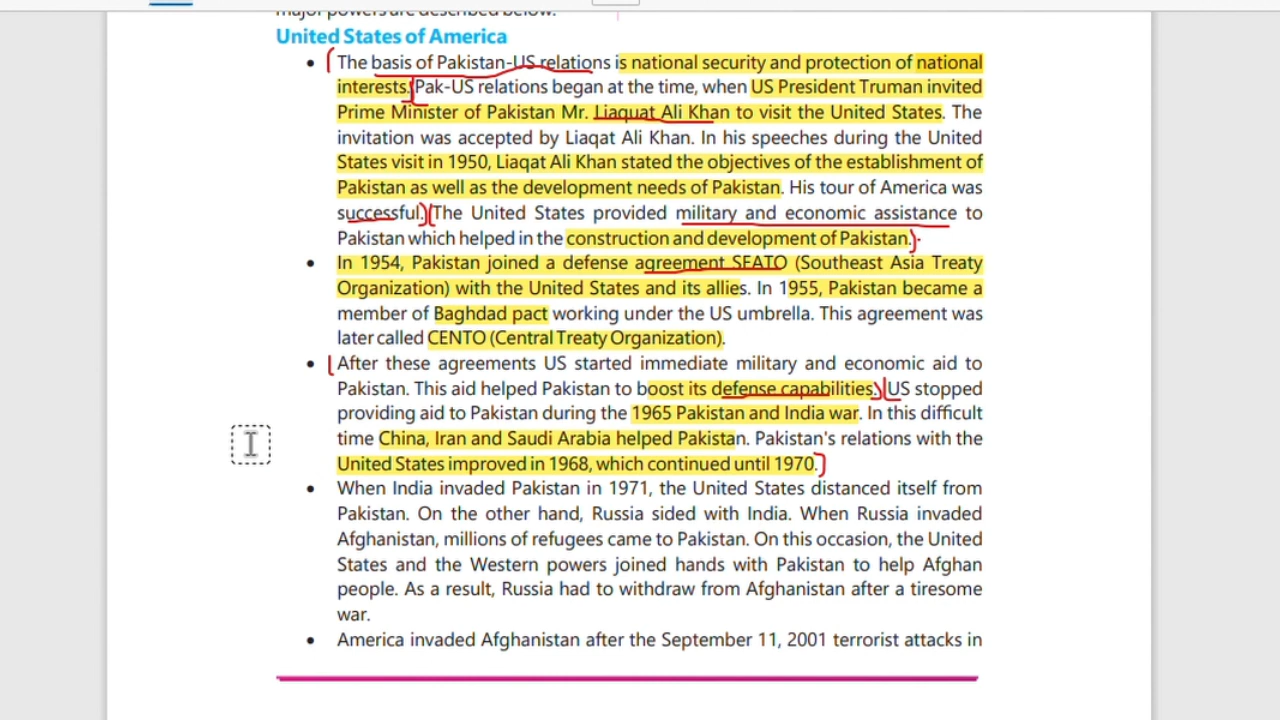 major powers are described below.
United States of America
• The basis of Pakistan-US relations is national security and protection of national
interests. Pak-US relations began at the time, when US President Truman invited
Prime Minister of Pakistan Mr. Liaquat Ali Khan to visit the United States. The
invitation was accepted by Liaqat Ali Khan. In his speeches during the United
States visit in 1950, Liaqat Ali Khan stated the objectives of the establishment of
Pakistan as well as the development needs of Pakistan. His tour of America was
successful. The United States provided military and economic assistance to
Pakistan which helped in the construction and development of Pakistan.
• In 1954, Pakistan joined a defense agreement SEATO (Southeast Asia Treaty
Organization) with the United States and its allies. In 1955, Pakistan became a
member of Baghdad pact working under the US umbrella. This agreement was
later called CENTO (Central Treaty Organization).
• After these agreements US started immediate military and economic aid to
Pakistan. This aid helped Pakistan to boost its defense capabilities. US stopped
providing aid to Pakistan during the 1965 Pakistan and India war. In this difficult
time China, Iran and Saudi Arabia helped Pakistan. Pakistan's relations with the
United States improved in 1968, which continued until 1970.
• When India invaded Pakistan in 1971, the United States distanced itself from
Pakistan. On the other hand, Russia sided with India. When Russia invaded
Afghanistan, millions of refugees came to Pakistan. On this occasion, the United
States and the Western powers joined hands with Pakistan to help Afghan
people. As a result, Russia had to withdraw from Afghanistan after a tiresome
war.
• America invaded Afghanistan after the September 11, 2001 terrorist attacks in